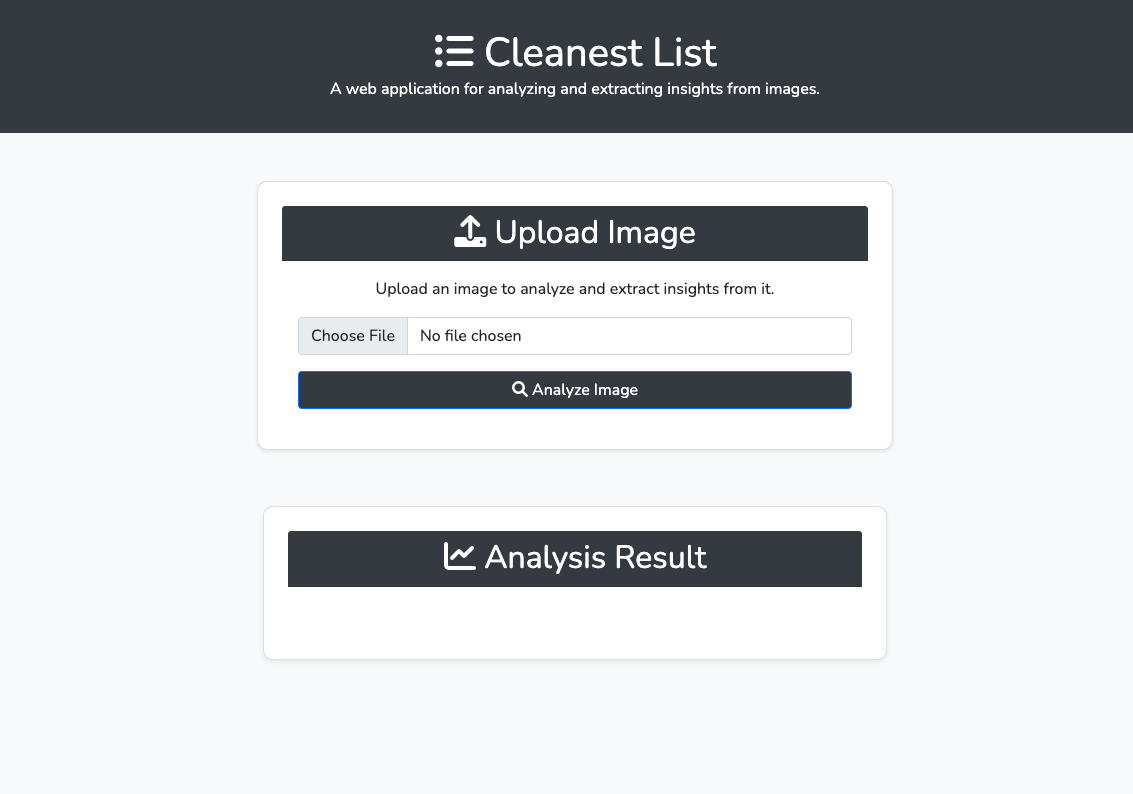 Cleanest List
A web application for analyzing and extracting insights from images.
Upload Image
Upload an image to analyze and extract insights from it.
Choose File No file chosen
Analyze Image
Analysis Result